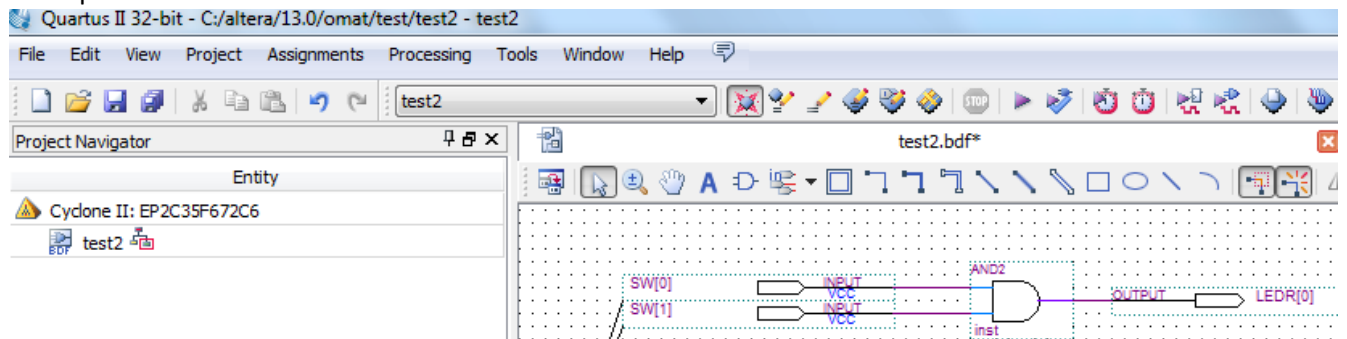 Quartus II 32-bit - C:/altera/13.0/omat/test/test2 - test2
File Edit View Project Assignments Processing Tools Window Help
test2
STOP
Project Navigator
test2.bdf*
Entity
Cyclone II: EP2C35F672C6
BDF test2
AND2
SW[0] INPUT
VCC
OUTPUT LEDR[0]
SW[1] INPUT
VCC
inst